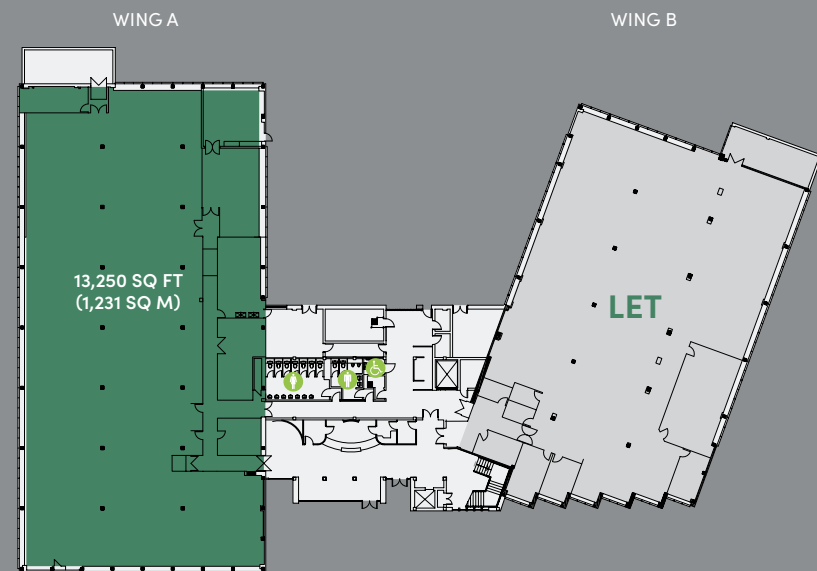 WING A
WING B
13,250 SQ FT
(1,231 SQ M)
LET